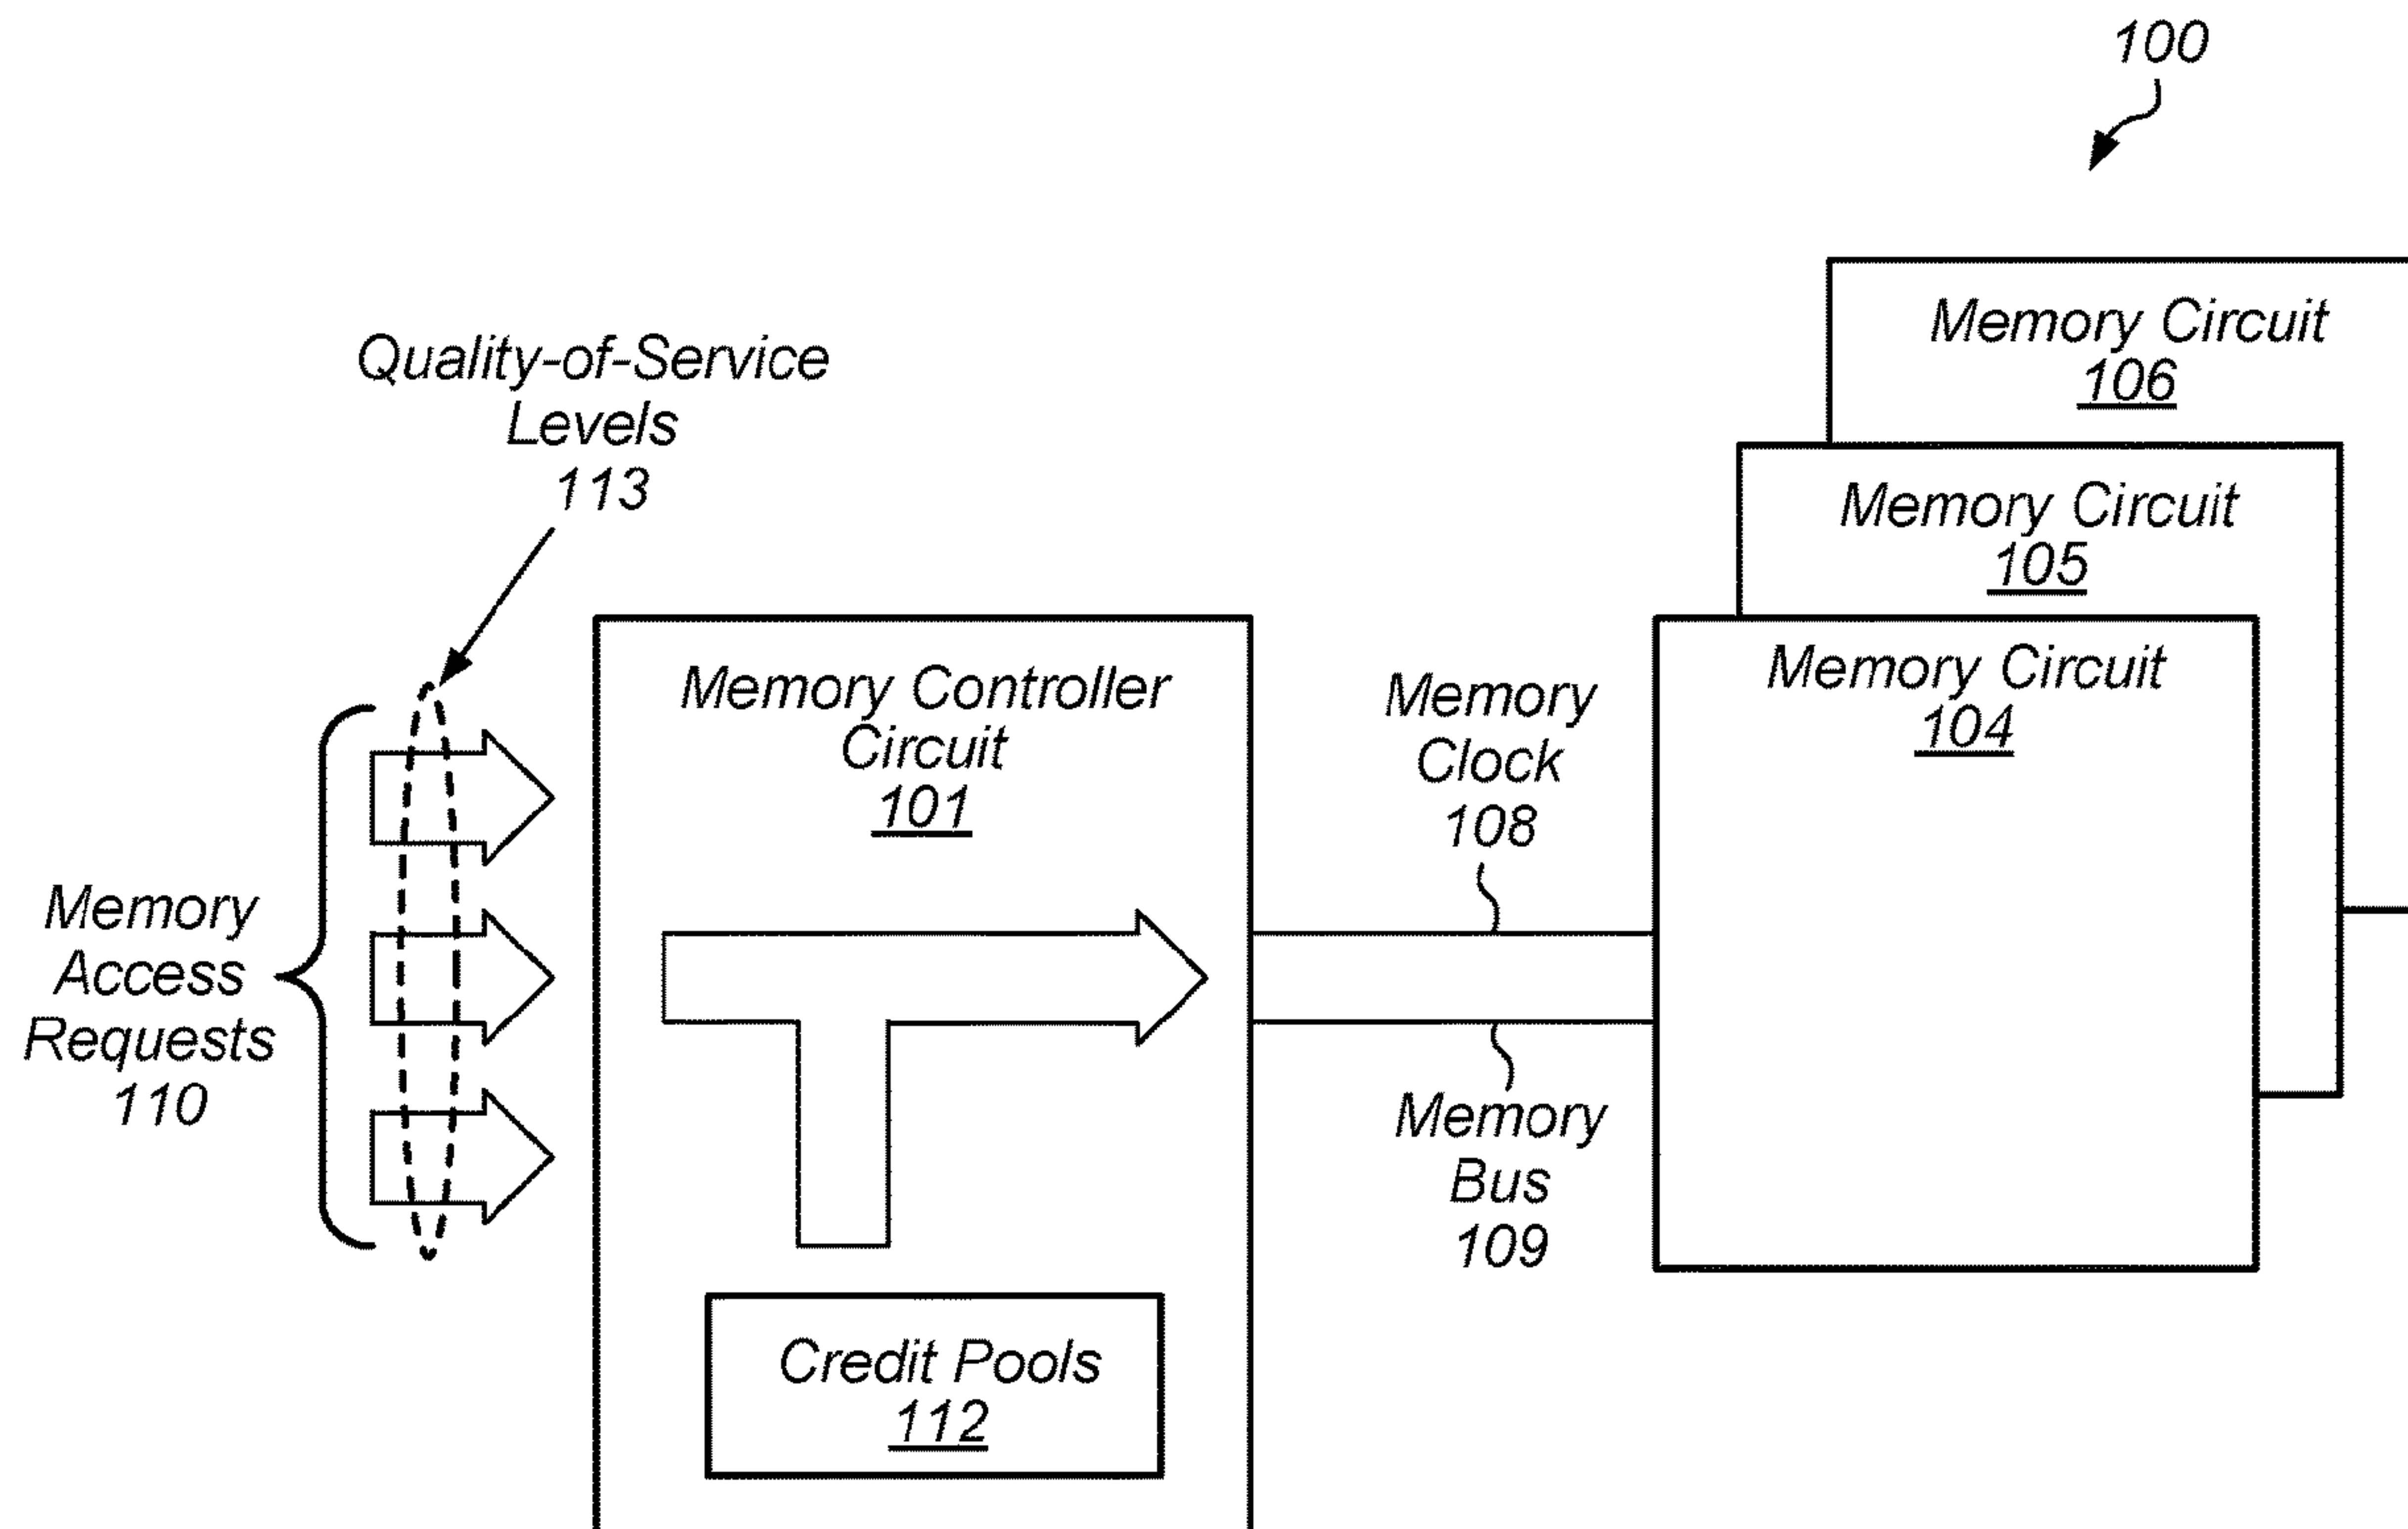 100
Quality-of-Service
Levels
113
Memory Circuit
106
Memory Circuit
105
Memory Circuit
104
Memory Controller
Circuit
101
Memory
Clock
108
Memory
Access
Requests
110
Memory
Bus
109
Credit Pools
112